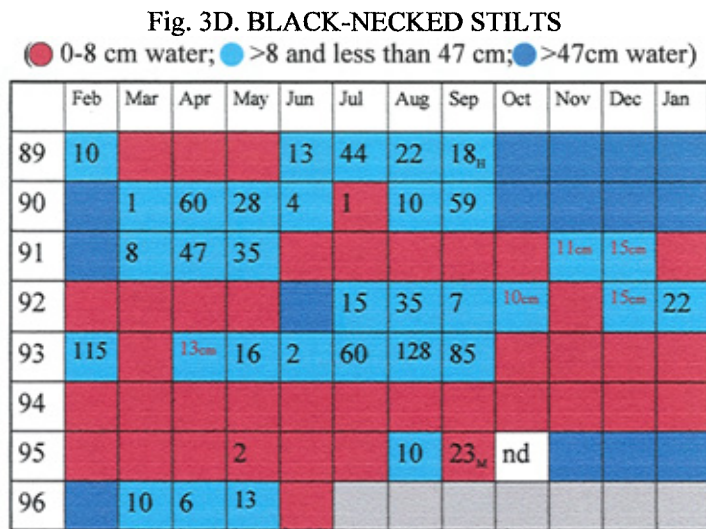 Fig. 3D. BLACK-NECKED STILTS
( 0-8 cm water; >8 and less than 47 cm; >47cm water)
Feb Mar Apr May Jun Jul Aug Sep Oct Nov Dec Jan
89 10 13 44 22 18H
90 1 60 28 4 1 10 59
91 8 47 35 11cm 15cm
92 15 35 7 10cm 15cm 22
93 115 13cm 16 2 60 128 85
94
95 2 10 23M nd
96 10 6 13